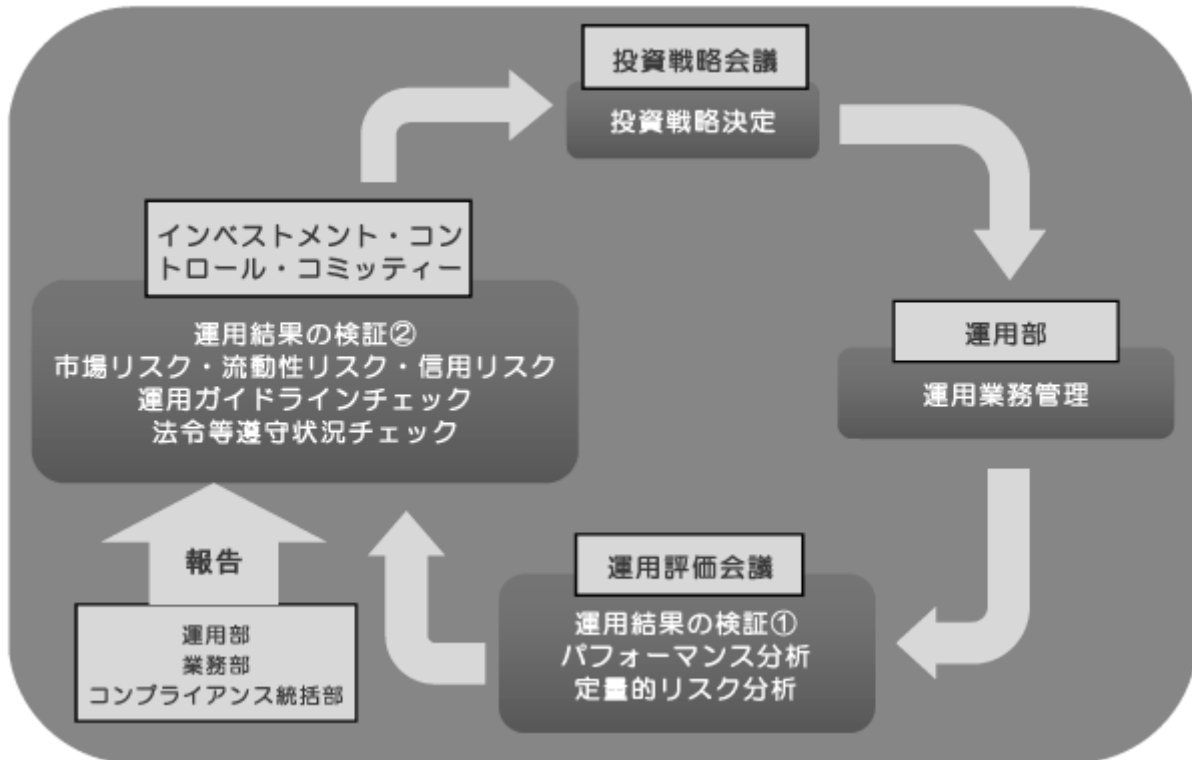 投資戦略会議
投資戦略決定
インベストメント・コン
トロール・コミッティー
運用結果の検証②
市場リスク・流動性リスク・信用リスク
運用ガイドラインチェック
法令等遵守状況チェック
運用部
運用業務管理
運用評価会議
運用結果の検証①
パフォーマンス分析
定量的リスク分析
報告
運用部
業務部
コンプライアンス統括部